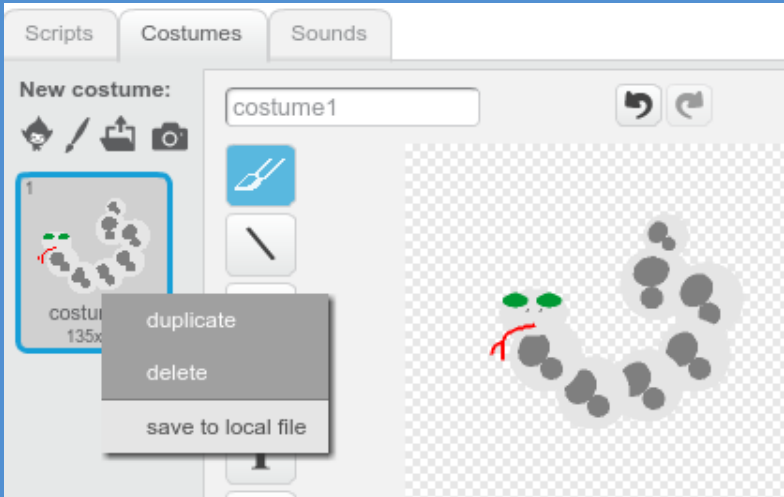 Scripts
Costumes
Sounds
New costume:
costume1
1
costu
135x
duplicate
delete
save to local file
T